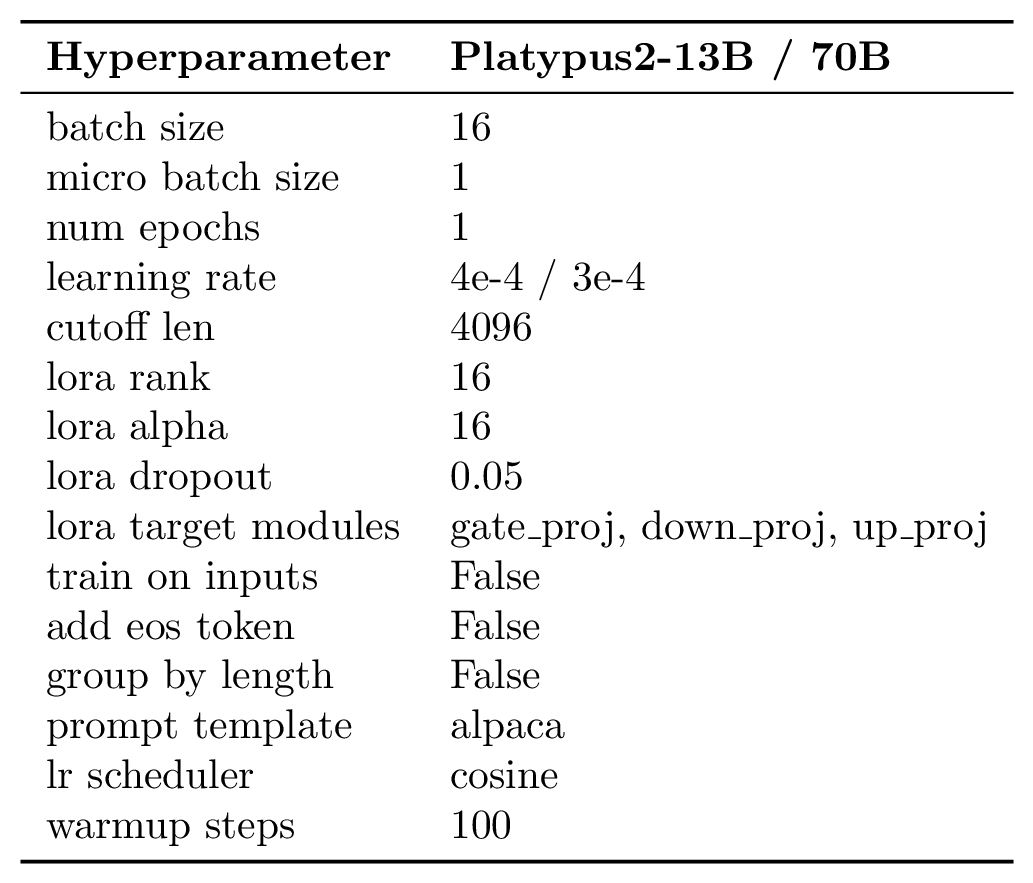 Hyperparameter Platypus2-13B / 70B
batch size 16
micro batch size 1
num epochs 1
learning rate 4e-4 / 3e-4
cutoff len 4096
lora rank 16
lora alpha 16
lora dropout 0.05
lora target modules gate_proj, down_proj, up_proj
train on inputs False
add eos token False
group by length False
prompt template alpaca
lr scheduler cosine
warmup steps 100